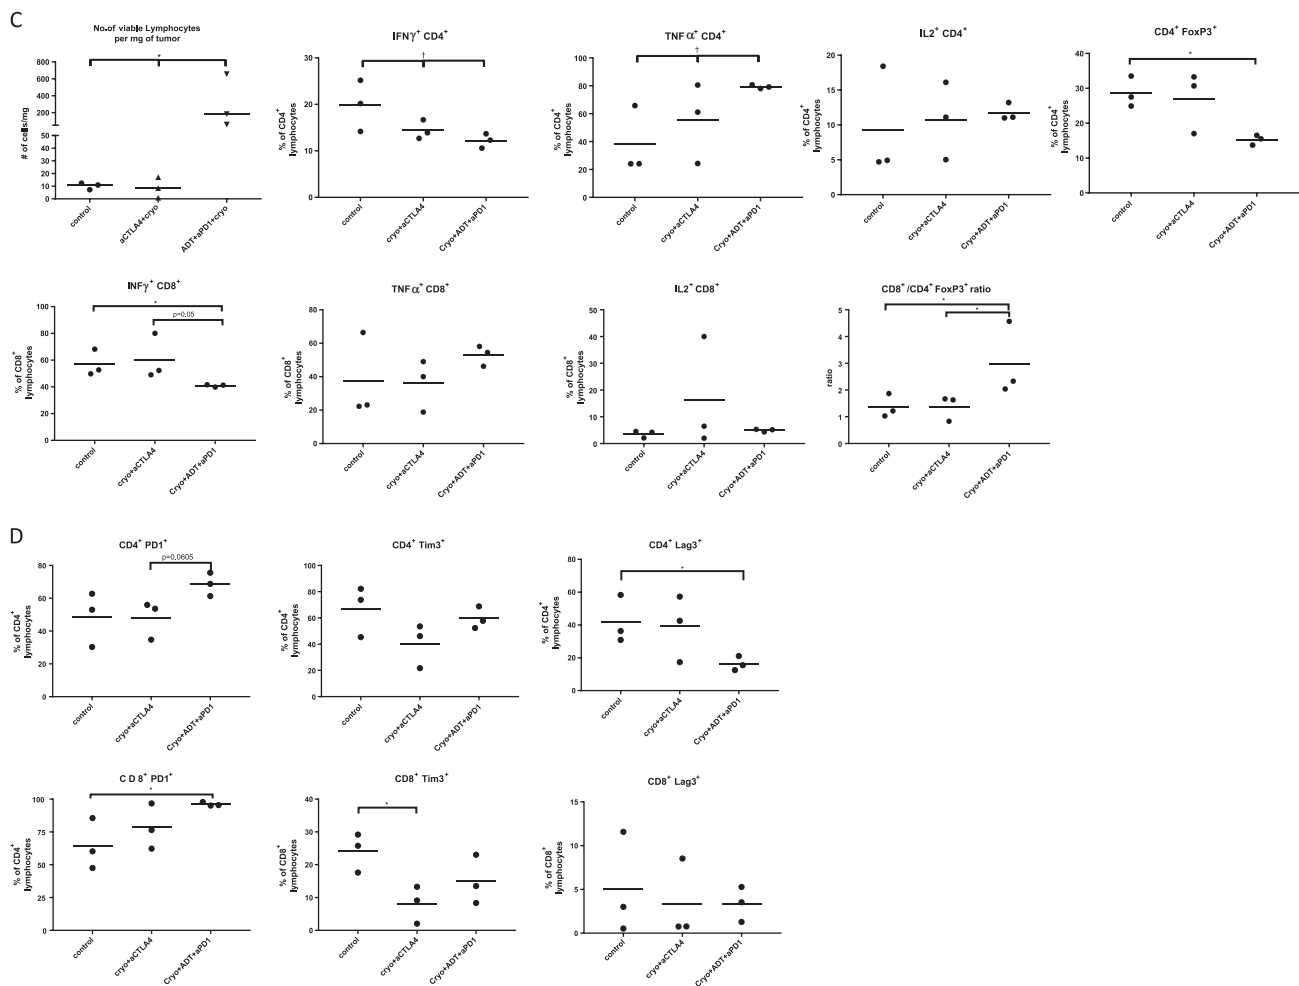 C
No. of viable Lymphocytes
per mg of tumor
*
# of cells/mg
800
600
400
200
50
40
30
20
10
0
control
aCTLA4+cryo
ADT+aPD1+cryo
IFNγ⁺ CD4⁺
†
% of CD4⁺
lymphocytes
30
20
10
0
control
cryo+aCTLA4
Cryo+ADT+aPD1
TNFα⁺ CD4⁺
†
% of CD4⁺
lymphocytes
100
80
60
40
20
0
control
cryo+aCTLA4
Cryo+ADT+aPD1
IL2⁺ CD4⁺
% of CD4⁺
lymphocytes
20
15
10
5
0
control
cryo+aCTLA4
Cryo+ADT+aPD1
CD4⁺ FoxP3⁺
*
% of CD4⁺
lymphocytes
40
30
20
10
0
control
cryo+aCTLA4
Cryo+ADT+aPD1
INFγ⁺ CD8⁺
*
p=0.05
% of CD8⁺
lymphocytes
100
80
60
40
20
0
control
cryo+aCTLA4
Cryo+ADT+aPD1
TNFα⁺ CD8⁺
% of CD8⁺
lymphocytes
80
60
40
20
0
control
cryo+aCTLA4
Cryo+ADT+aPD1
IL2⁺ CD8⁺
% of CD8⁺
lymphocytes
50
40
30
20
10
0
control
cryo+aCTLA4
Cryo+ADT+aPD1
CD8⁺/CD4⁺ FoxP3⁺ ratio
*
*
ratio
5
4
3
2
1
0
control
cryo+aCTLA4
Cryo+ADT+aPD1
D
CD4⁺ PD1⁺
p=0.0605
% of CD4⁺
lymphocytes
80
60
40
20
0
control
cryo+aCTLA4
Cryo+ADT+aPD1
CD4⁺ Tim3⁺
% of CD4⁺
lymphocytes
100
80
60
40
20
0
control
cryo+aCTLA4
Cryo+ADT+aPD1
CD4⁺ Lag3⁺
*
% of CD4⁺
lymphocytes
80
60
40
20
0
control
cryo+aCTLA4
Cryo+ADT+aPD1
CD8⁺ PD1⁺
*
% of CD4⁺
lymphocytes
100
75
50
25
0
control
cryo+aCTLA4
Cryo+ADT+aPD1
CD8⁺ Tim3⁺
*
% of CD8⁺
lymphocytes
40
30
20
10
0
control
cryo+aCTLA4
Cryo+ADT+aPD1
CD8⁺ Lag3⁺
% of CD8⁺
lymphocytes
15
10
5
0
control
cryo+aCTLA4
Cryo+ADT+aPD1